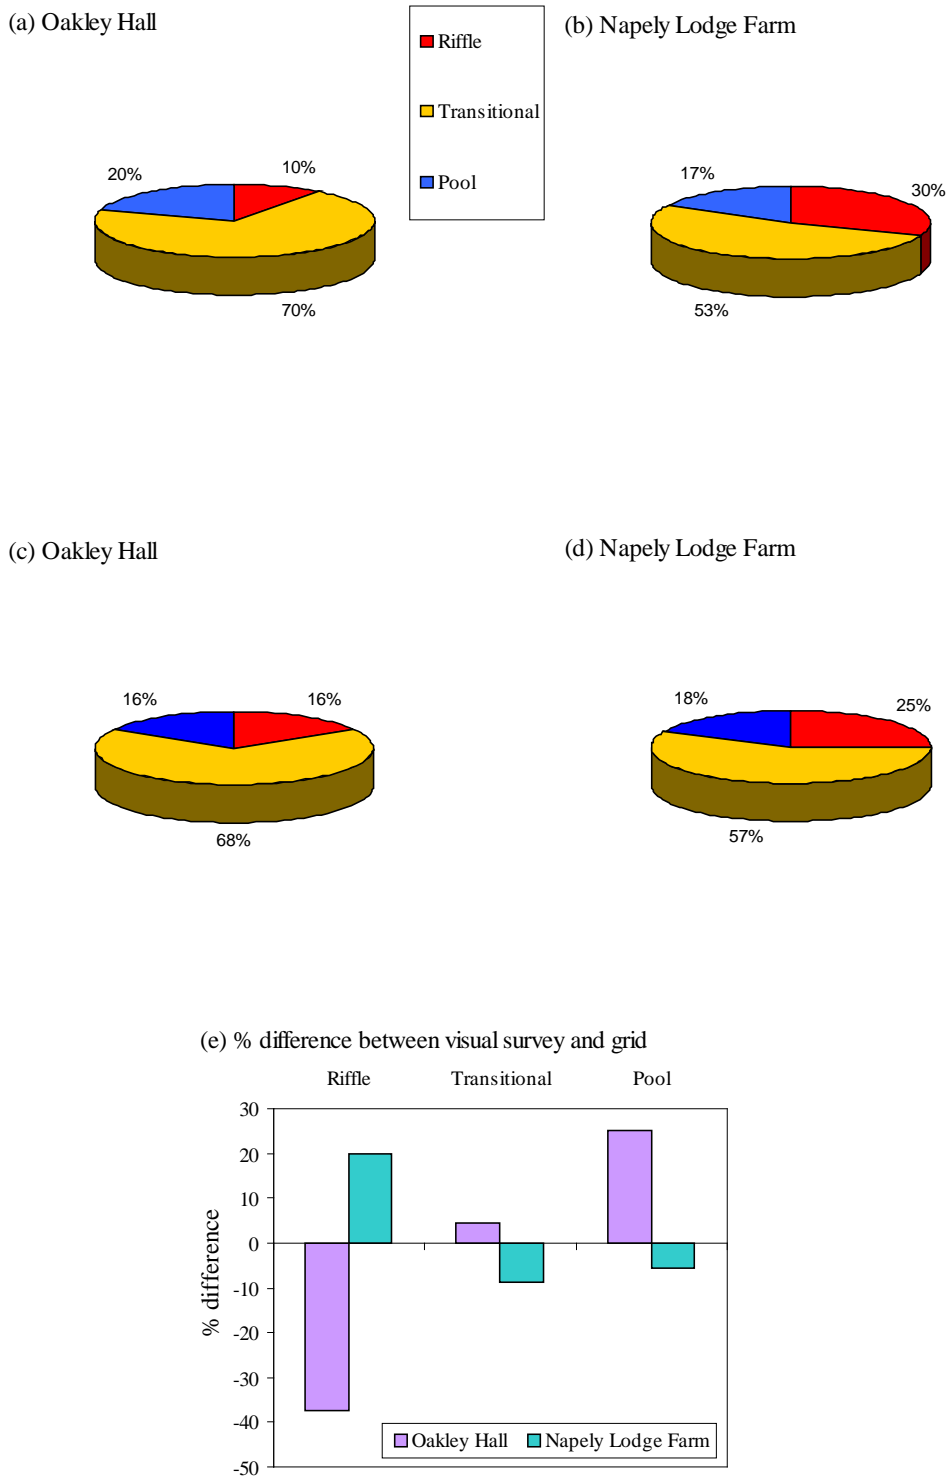 (a) Oakley Hall
Riffle
Transitional
Pool
(b) Napely Lodge Farm
20%
10%
70%
17%
30%
53%
(c) Oakley Hall
(d) Napely Lodge Farm
16%
16%
68%
18%
25%
57%
(e) % difference between visual survey and grid
Riffle Transitional Pool
30
20
10
0
-10
-20
-30
-40
-50
% difference
Oakley Hall Napely Lodge Farm